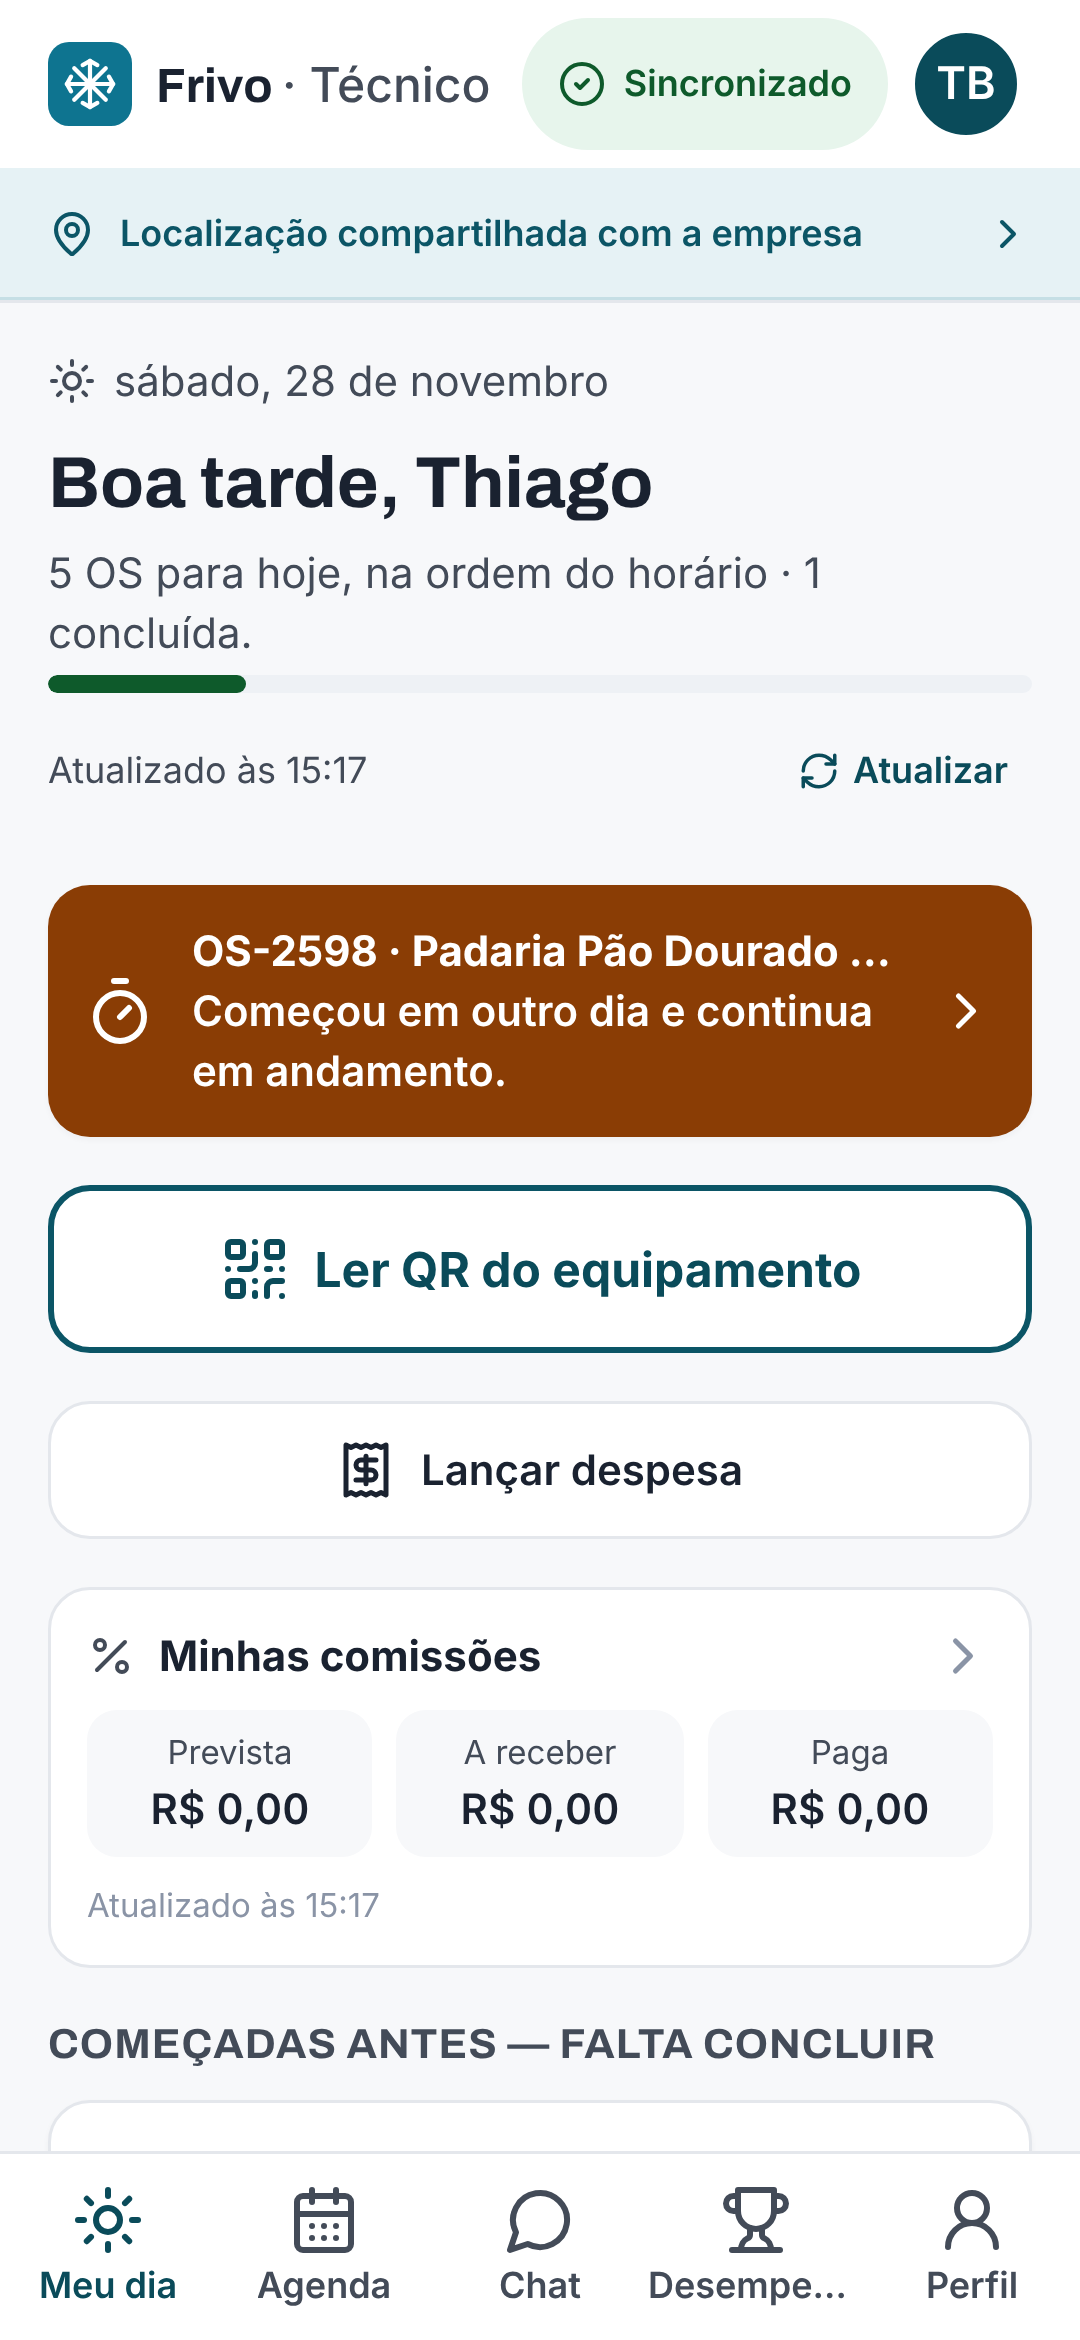 Frivo · Técnico
Sincronizado
TB
Localização compartilhada com a empresa
sábado, 28 de novembro
Boa tarde, Thiago
5 OS para hoje, na ordem do horário · 1
concluída.
Atualizado às 15:17
Atualizar
OS-2598 · Padaria Pão Dourado ...
Começou em outro dia e continua
em andamento.
Ler QR do equipamento
Lançar despesa
Minhas comissões
Prevista
R$ 0,00
A receber
R$ 0,00
Paga
R$ 0,00
Atualizado às 15:17
COMEÇADAS ANTES — FALTA CONCLUIR
Meu dia
Agenda
Chat
Desempe...
Perfil